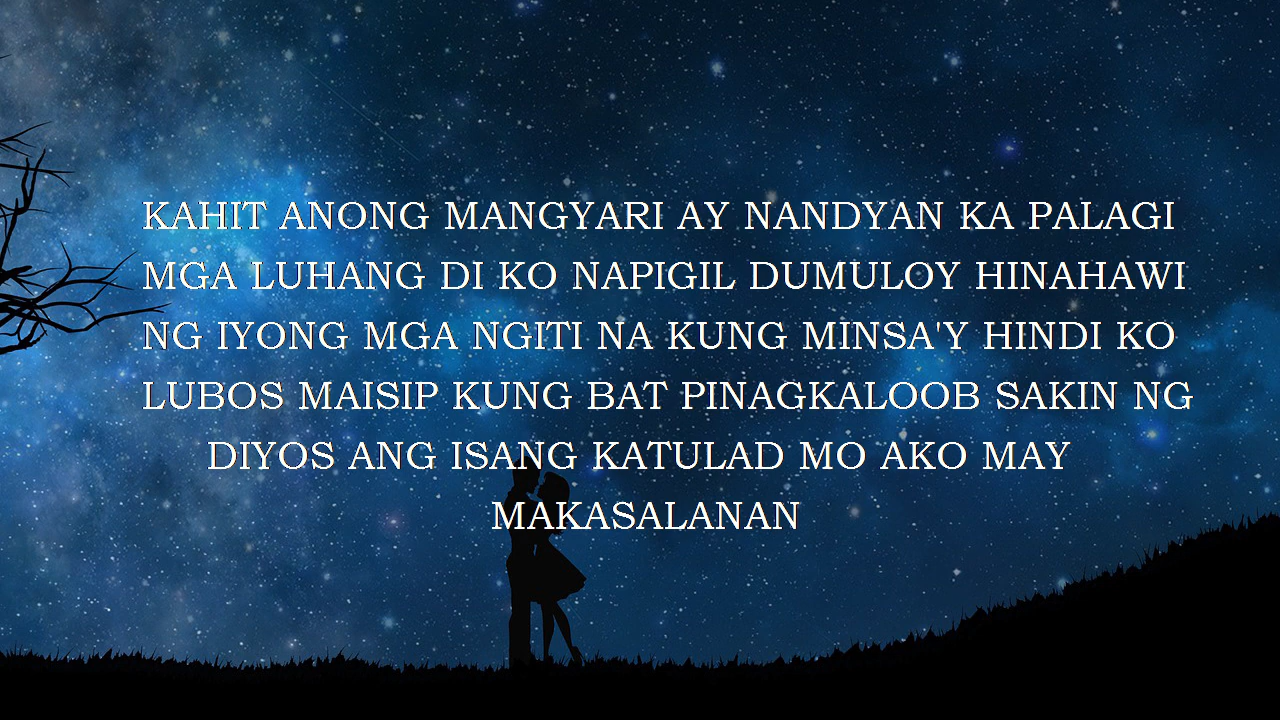 KAHIT ANONG MANGYARI AY NANDYAN KA PALAGI
MGA LUHANG DI KO NAPIGIL DUMULOY HINAHAWI
NG IYONG MGA NGITI NA KUNG MINSA'Y HINDI KO
LUBOS MAISIP KUNG BAT PINAGKALOOB SAKIN NG
DIYOS ANG ISANG KATULAD MO AKO MAY
MAKASALANAN